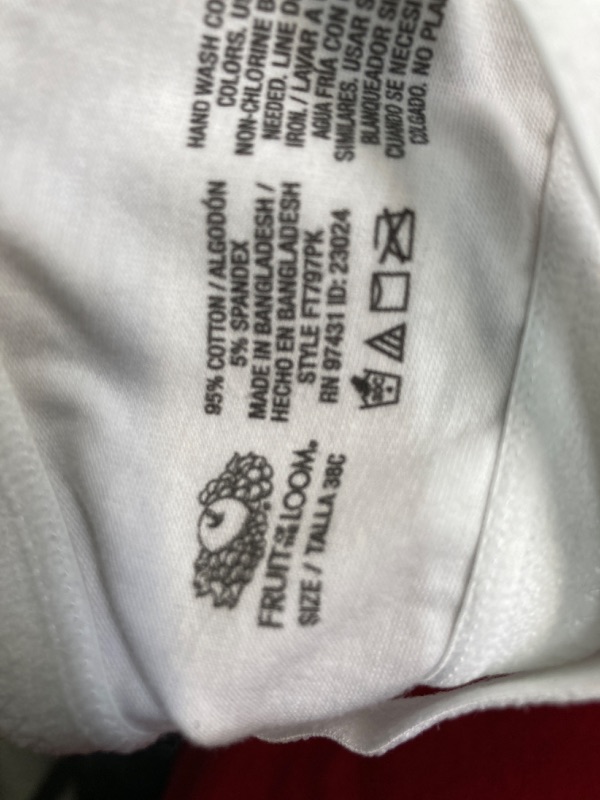 FRUIT OF THE LOOM®
SIZE / TALLA 38C
95% COTTON / ALGODÓN
5% SPANDEX
MADE IN BANGLADESH /
HECHO EN BANGLADESH
STYLE FT797PK
RN 97431 ID: 23024
HAND WASH CO
COLORS. U
NON-CHLORINE B
NEEDED. LINE D
IRON. / LAVAR A
AGUA FRIA CON
SIMILARES. USAR S
BLANQUEADOR SI
CUANDO SE NECESI
COLGADO. NO PLA